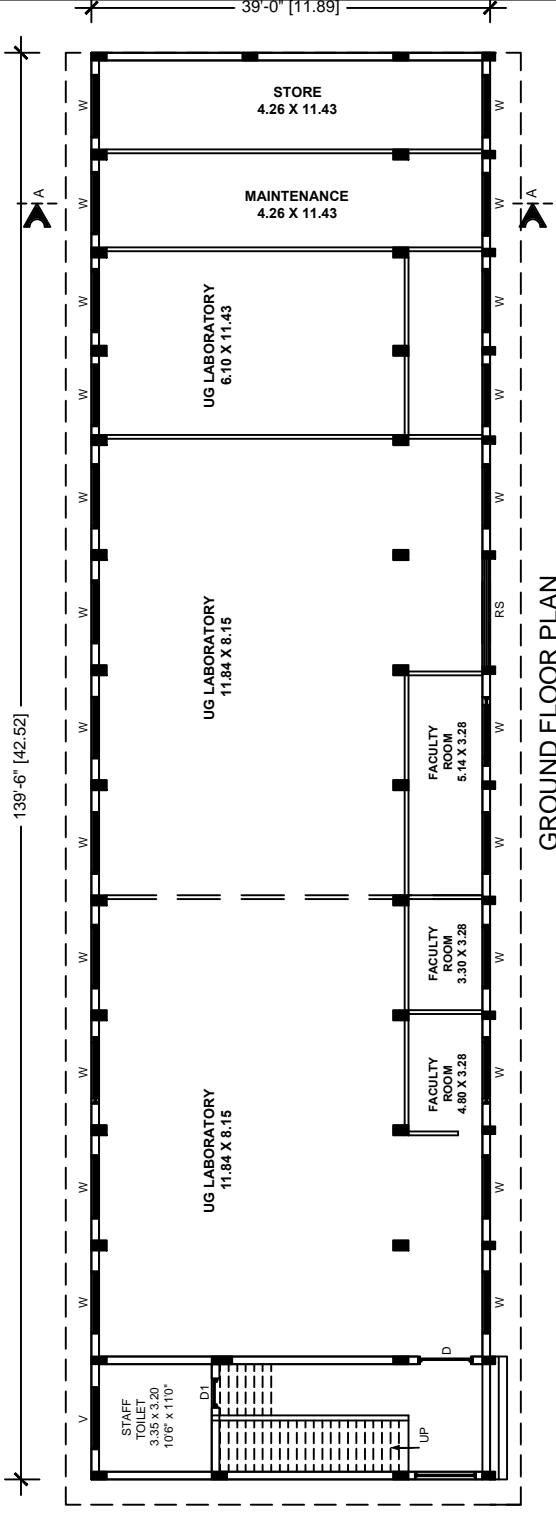 39'-0" [11.89]
139'-6" [42.52]
STORE
4.26 X 11.43
W
W
A
A
MAINTENANCE
4.26 X 11.43
W
W
UG LABORATORY
6.10 X 11.43
W
W
W
W
UG LABORATORY
11.84 X 8.15
W
W
W
W
W
RS
W
W
FACULTY
ROOM
5.14 X 3.28
GROUND FLOOR PLAN
FACULTY
ROOM
3.30 X 3.28
FACULTY
ROOM
4.80 X 3.28
UG LABORATORY
11.84 X 8.15
W
W
W
W
W
W
W
W
STAFF
TOILET
3.35 x 3.20
10'6" x 11'0"
V
D1
D
UP